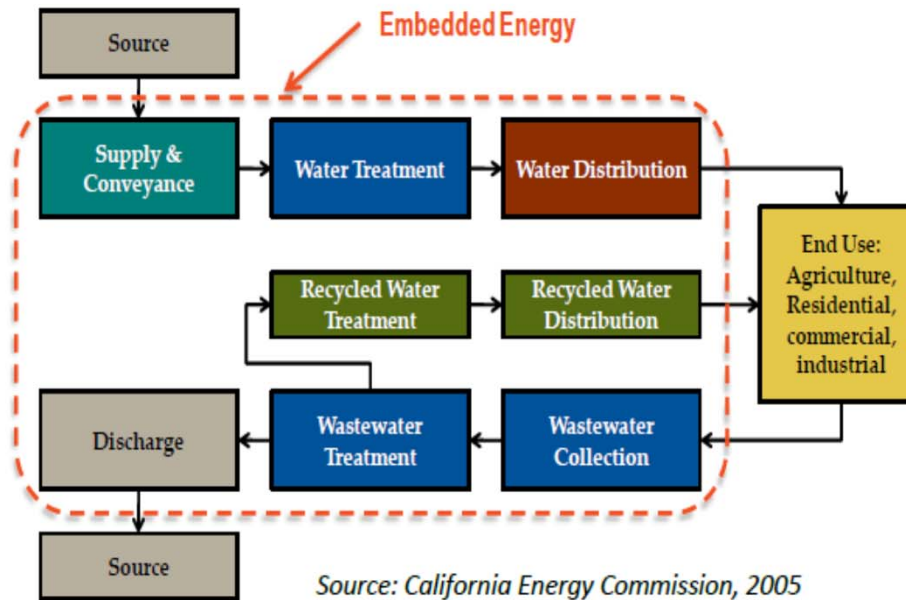 Embedded Energy
Source
Supply &
Conveyance
Water Treatment
Water Distribution
End Use:
Agriculture,
Residential,
commercial,
industrial
Recycled Water
Treatment
Recycled Water
Distribution
Discharge
Wastewater
Treatment
Wastewater
Collection
Source
Source: California Energy Commission, 2005